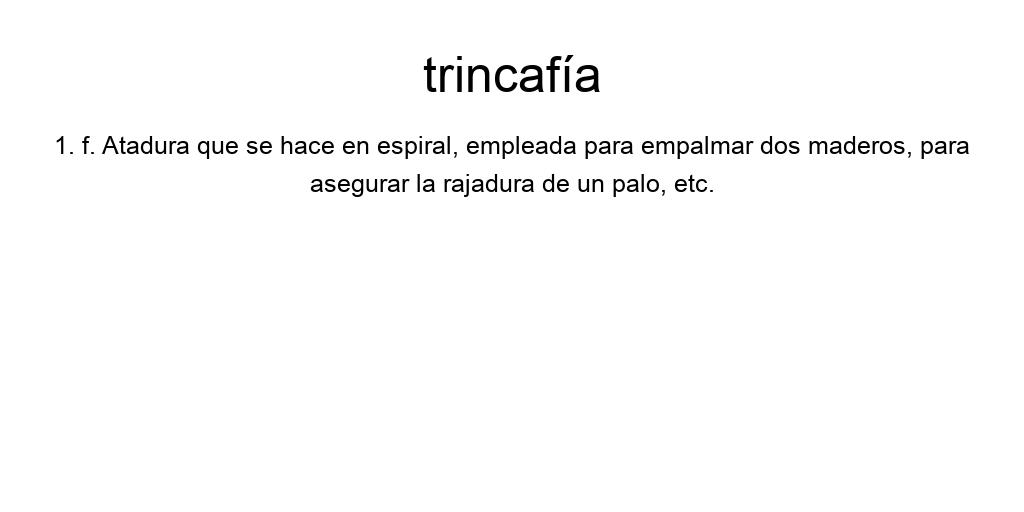 trincafía
1. f. Atadura que se hace en espiral, empleada para empalmar dos maderos, para
asegurar la rajadura de un palo, etc.